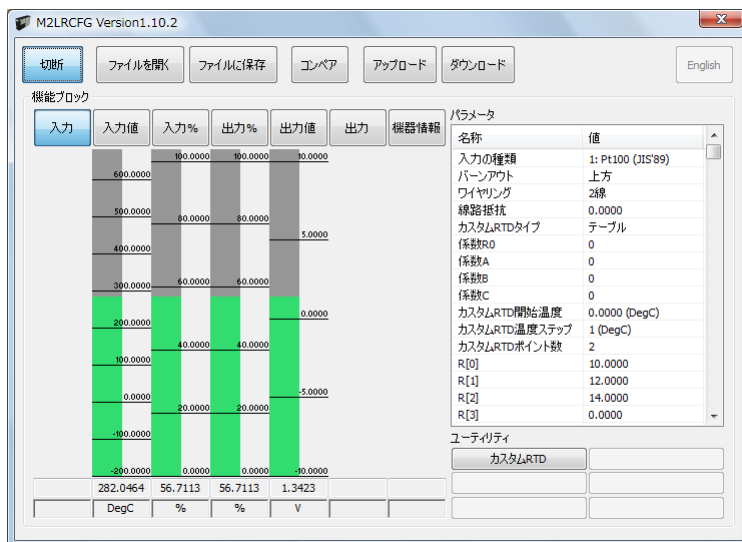 M2LRCFG Version1.10.2
切断 ファイルを開く ファイルに保存 コンペア アップロード ダウンロード English
機能ブロック
入力 入力値 入力% 出力% 出力値 出力 機器情報
600.0000
500.0000
400.0000
300.0000
200.0000
100.0000
0.0000
-100.0000
-200.0000
100.0000
80.0000
60.0000
40.0000
20.0000
0.0000
100.0000
80.0000
60.0000
40.0000
20.0000
0.0000
10.0000
5.0000
0.0000
-5.0000
-10.0000
282.0464 56.7113 56.7113 1.3423
DegC % % V
パラメータ
名称 値
入力の種類 1: Pt100 (JIS'89)
バーンアウト 上方
ワイヤリング 2線
線路抵抗 0.0000
カスタムRTDタイプ テーブル
係数R0 0
係数A 0
係数B 0
係数C 0
カスタムRTD開始温度 0.0000 (DegC)
カスタムRTD温度ステップ 1 (DegC)
カスタムRTDポイント数 2
R[0] 10.0000
R[1] 12.0000
R[2] 14.0000
R[3] 0.0000
ユーティリティ
カスタムRTD